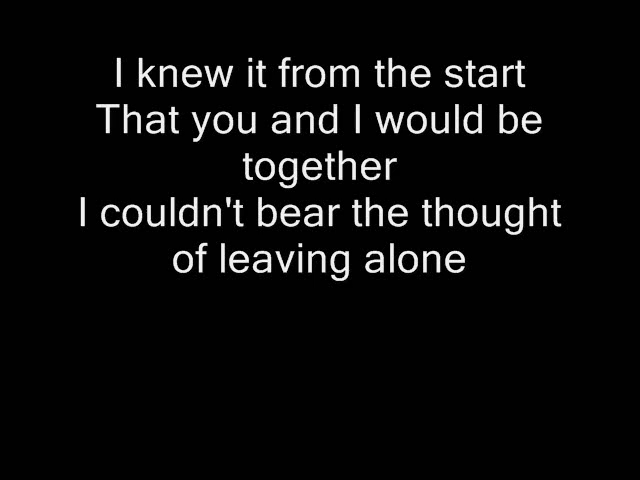 I knew it from the start
That you and I would be
together
I couldn't bear the thought
of leaving alone